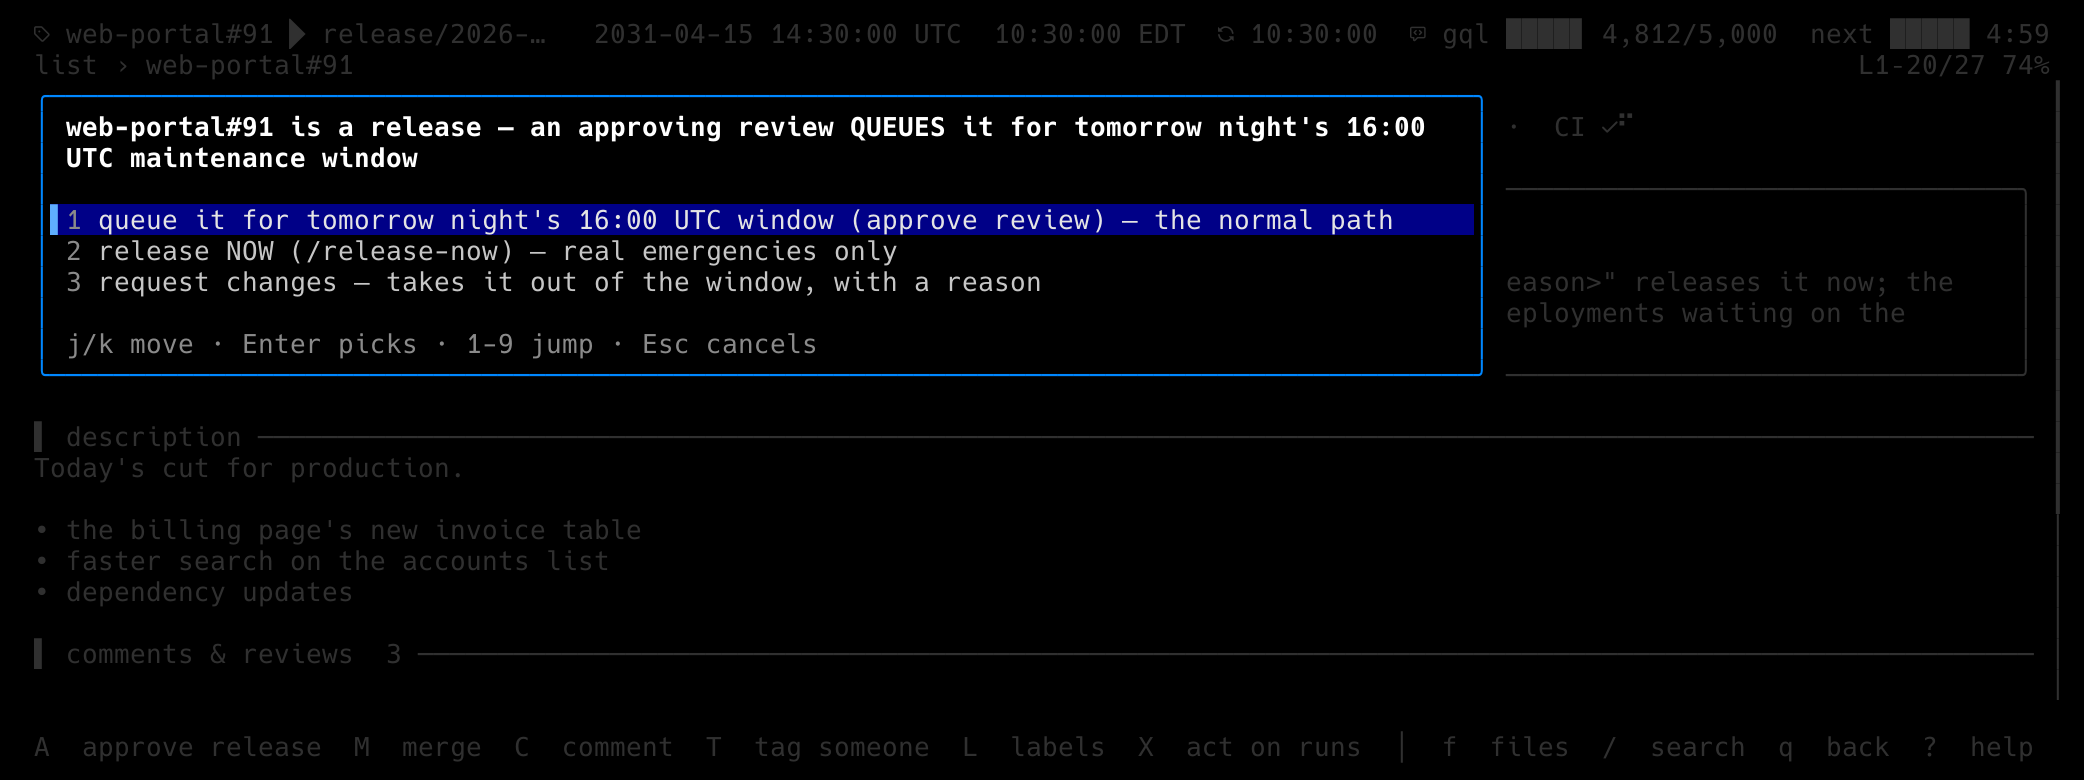 web-portal#91 release/2026-… 2031-04-15 14:30:00 UTC 10:30:00 EDT 10:30:00 gql 4,812/5,000 next 4:59
list › web-portal#91 L1-20/27 74%
web-portal#91 is a release — an approving review QUEUES it for tomorrow night's 16:00
UTC maintenance window
· CI ✓
1 queue it for tomorrow night's 16:00 UTC window (approve review) — the normal path
2 release NOW (/release-now) — real emergencies only
3 request changes — takes it out of the window, with a reason
eason>" releases it now; the
eployments waiting on the
j/k move · Enter picks · 1-9 jump · Esc cancels
description
Today's cut for production.
• the billing page's new invoice table
• faster search on the accounts list
• dependency updates
comments & reviews 3
A approve release M merge C comment T tag someone L labels X act on runs │ f files / search q back ? help